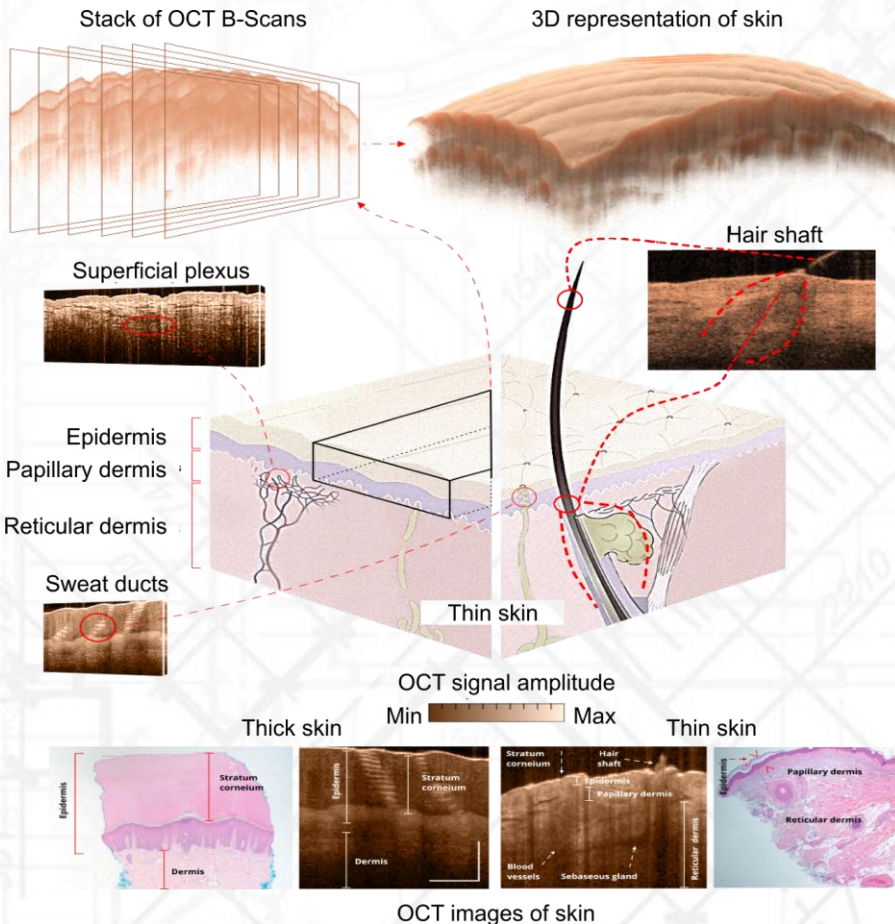 Stack of OCT B-Scans
3D representation of skin
Hair shaft
Superficial plexus
Epidermis
Papillary dermis
Reticular dermis
Sweat ducts
Thin skin
OCT signal amplitude
Min
Max
Thick skin
Thin skin
Epidermis
Stratum
corneium
Dermis
Epidermis
Stratum
corneium
Dermis
Stratum
corneium
Hair
shaft
Epidermis
Papillary dermis
Reticular dermis
Blood
vessels
Sebaseous gland
Epidermis
Papillary dermis
Reticular dermis
OCT images of skin